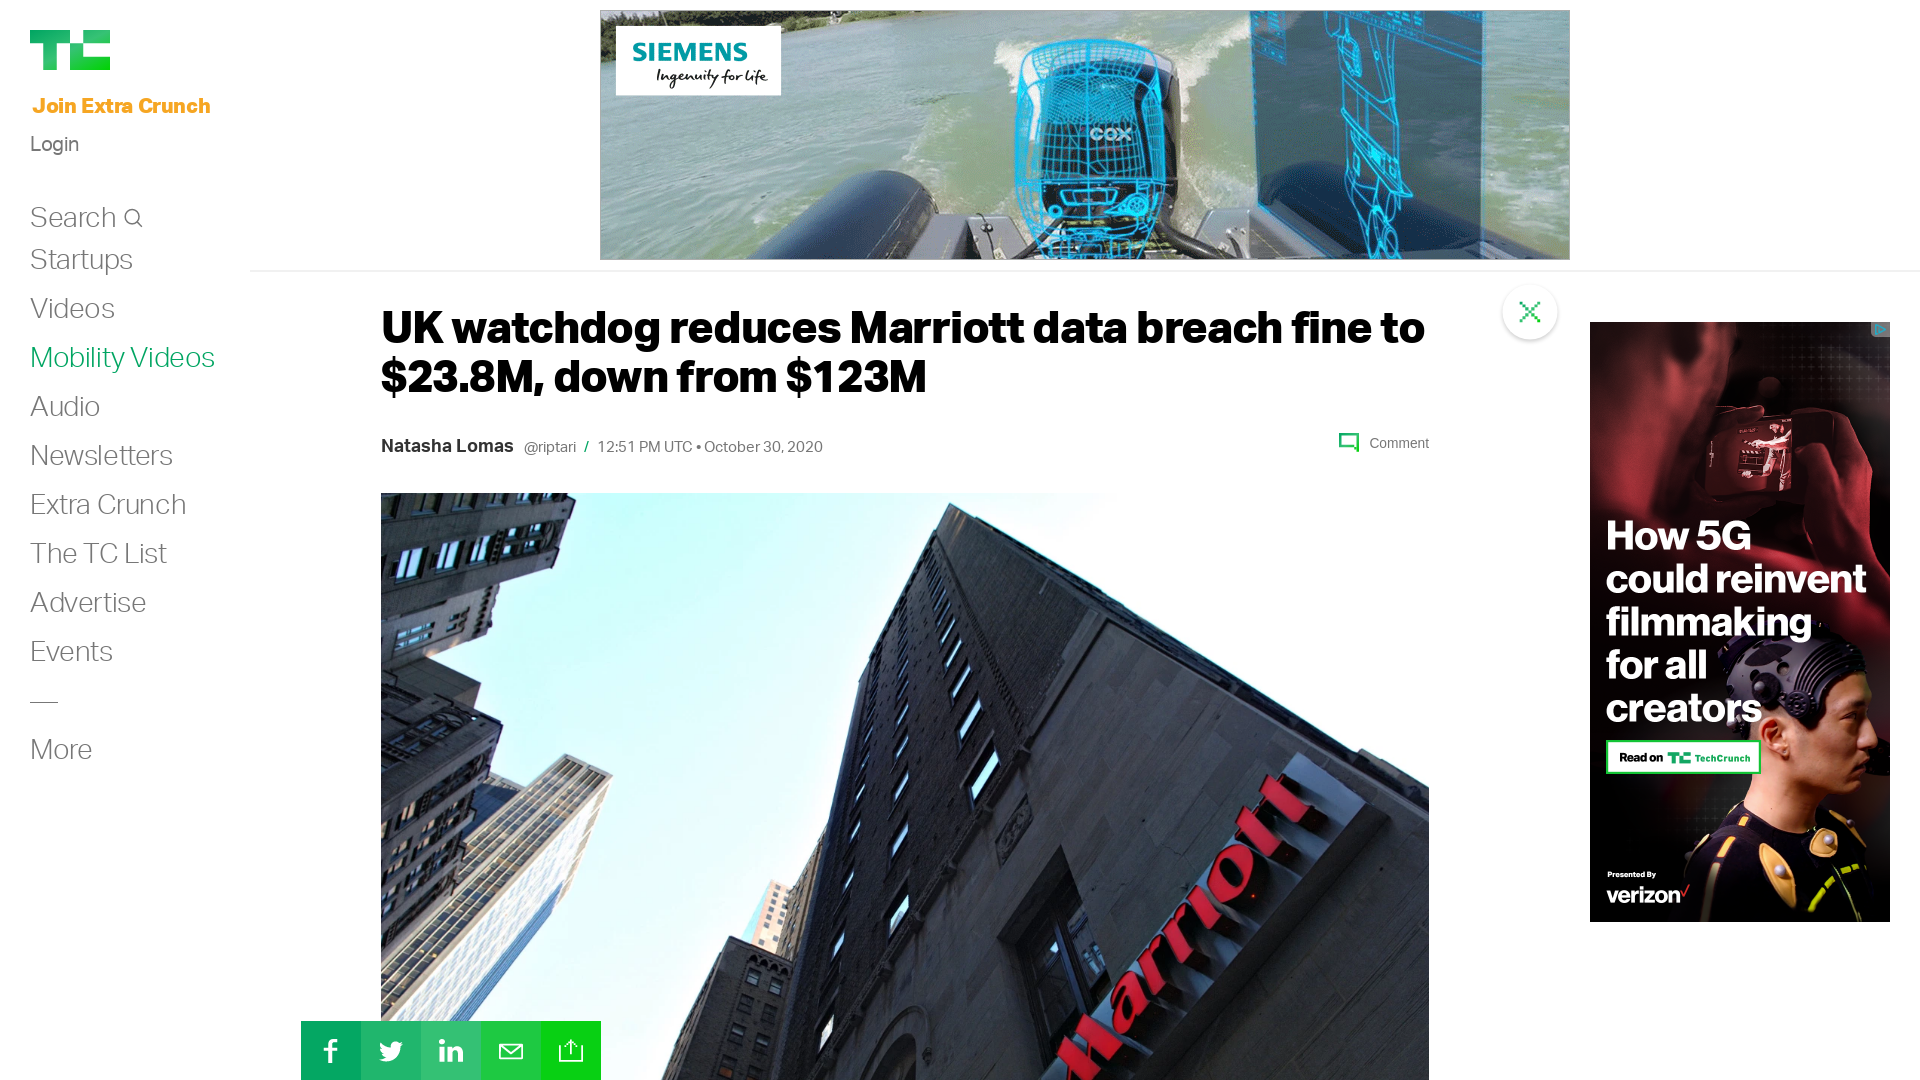 TC
Join Extra Crunch
Login
Search
Startups
Videos
Mobility Videos
Audio
Newsletters
Extra Crunch
The TC List
Advertise
Events
More
SIEMENS
Ingenuity for life
COX
UK watchdog reduces Marriott data breach fine to
$23.8M, down from $123M
Natasha Lomas @riptari / 12:51 PM UTC • October 30, 2020
Comment
Marriott
How 5G
could reinvent
filmmaking
for all
creators
Read on TC TechCrunch
Presented By
verizon✓